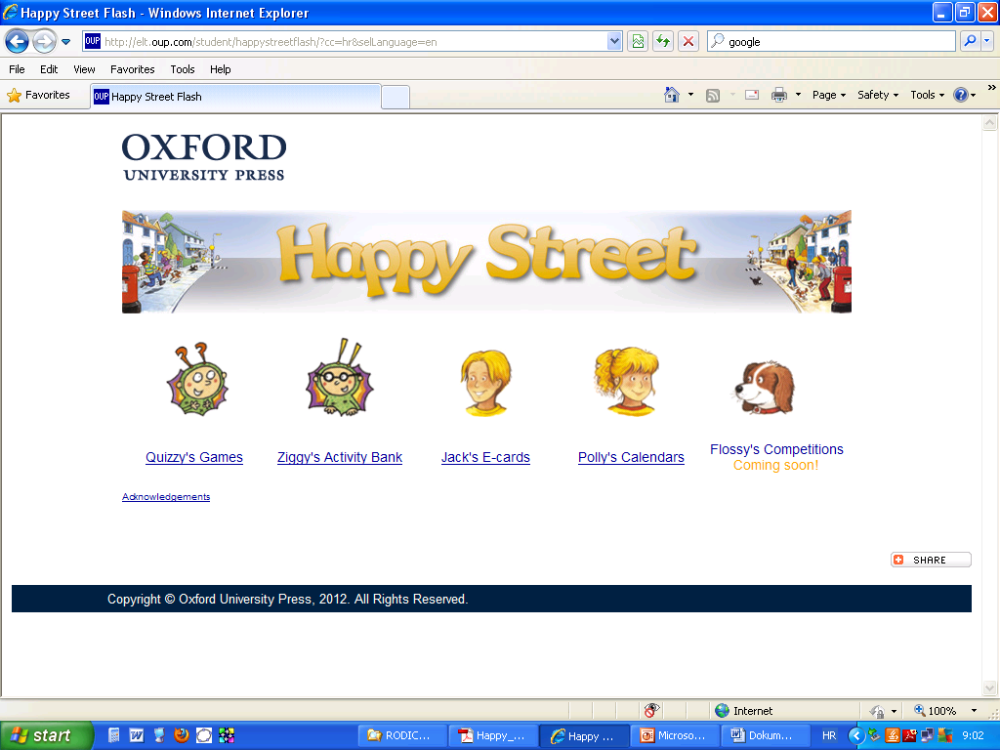 Happy Street Flash - Windows Internet Explorer
OUP http://elt.oup.com/student/happystreetflash/?cc=hr&selLanguage=en
google
File Edit View Favorites Tools Help
Favorites OUP Happy Street Flash Page Safety Tools
OXFORD
UNIVERSITY PRESS
Happy Street
Quizzy's Games Ziggy's Activity Bank Jack's E-cards Polly's Calendars Flossy's Competitions
Coming soon!
Acknowledgements
SHARE
Copyright © Oxford University Press, 2012. All Rights Reserved.
Internet 100%
start RODIC... Happy_... Happy ... Microso... Dokum... HR 9:02